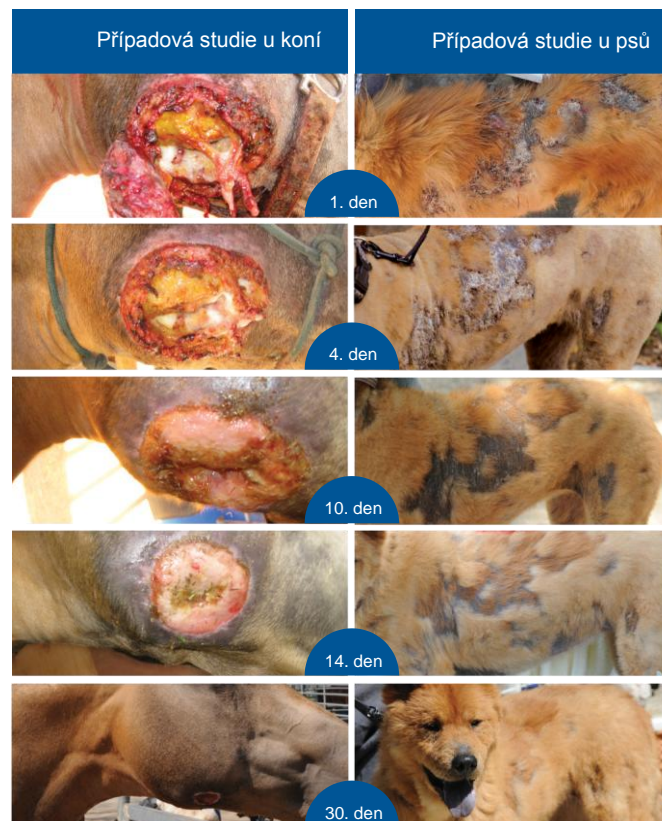 Případová studie u koní
Případová studie u psů
1. den
4. den
10. den
14. den
30. den